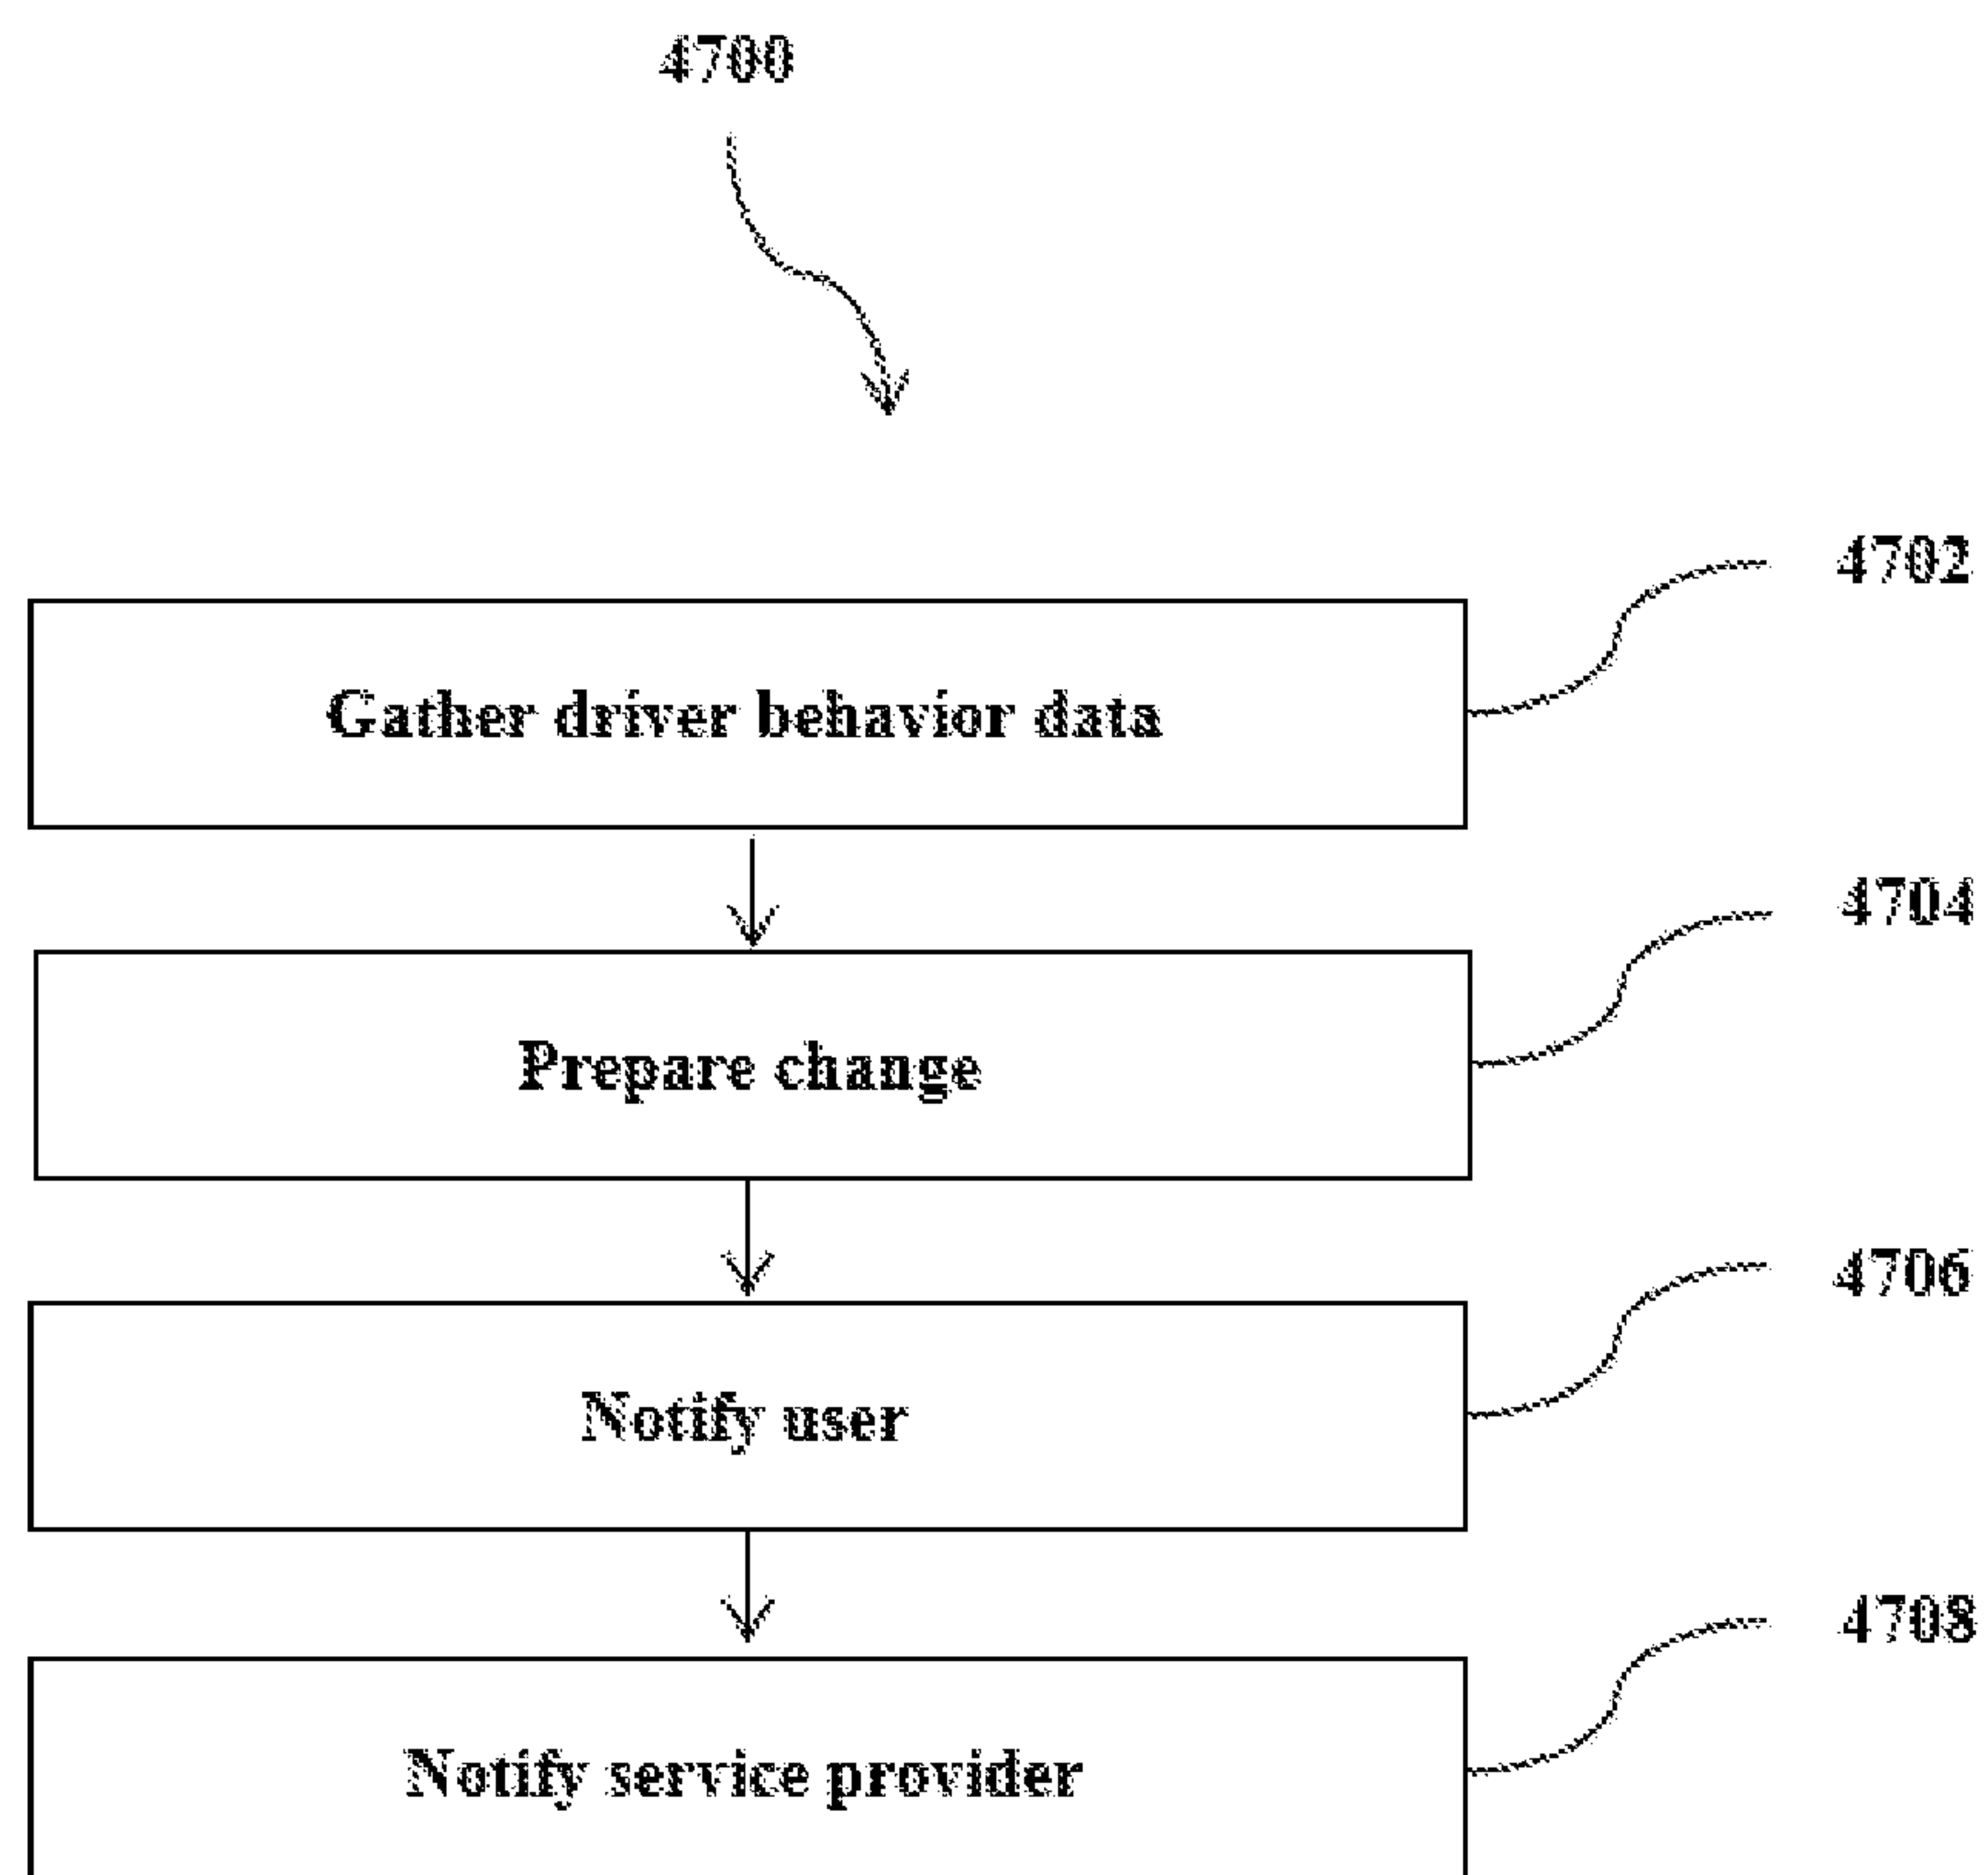 4700
4702
Gather driver behavior data
4704
Prepare change
4706
Notify user
4708
Notify service provider